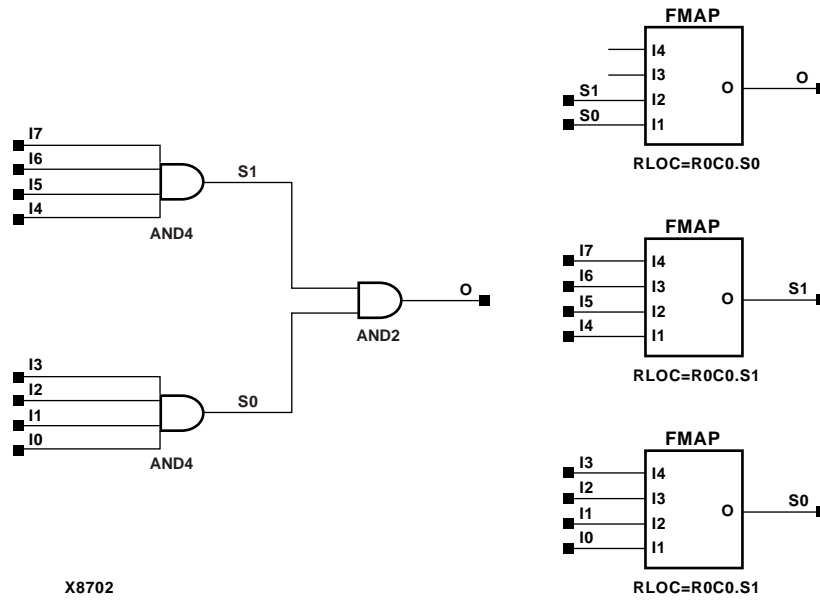 I7
I6
I5
I4
AND4
S1
I3
I2
I1
I0
AND4
S0
AND2
O
X8702
FMAP
I4
I3
S1 I2
S0 I1
O O
RLOC=R0C0.S0
FMAP
I7 I4
I6 I3
I5 I2
I4 I1
O S1
RLOC=R0C0.S1
FMAP
I3 I4
I2 I3
I1 I2
I0 I1
O S0
RLOC=R0C0.S1